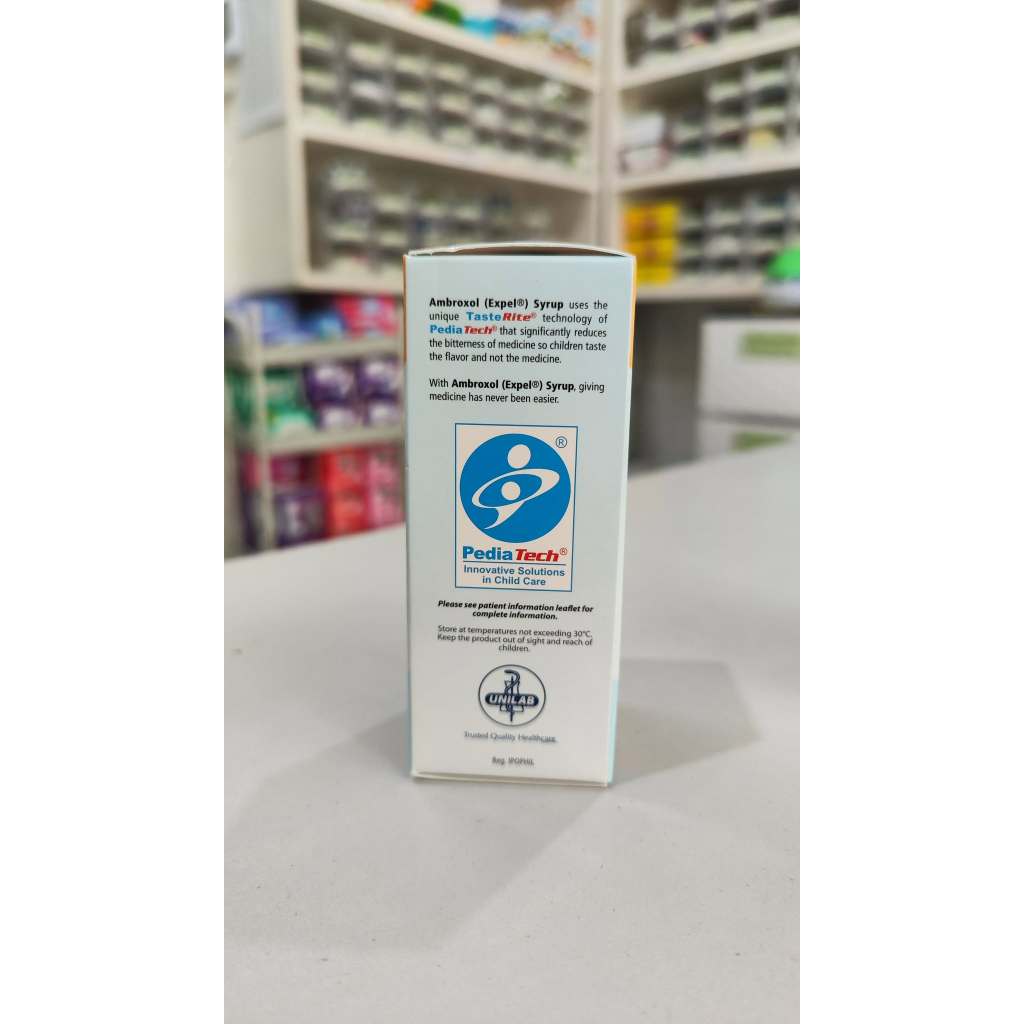 Ambroxol (Expel®) Syrup uses the
unique TasteRite® technology of
PediaTech® that significantly reduces
the bitterness of medicine so children taste
the flavor and not the medicine.
With Ambroxol (Expel®) Syrup, giving
medicine has never been easier.
®
PediaTech®
Innovative Solutions
in Child Care
Please see patient information leaflet for
complete information.
Store at temperatures not exceeding 30°C.
Keep the product out of sight and reach of
children.
UNILAB
Trusted Quality Healthcare
Reg. IPOPHIL